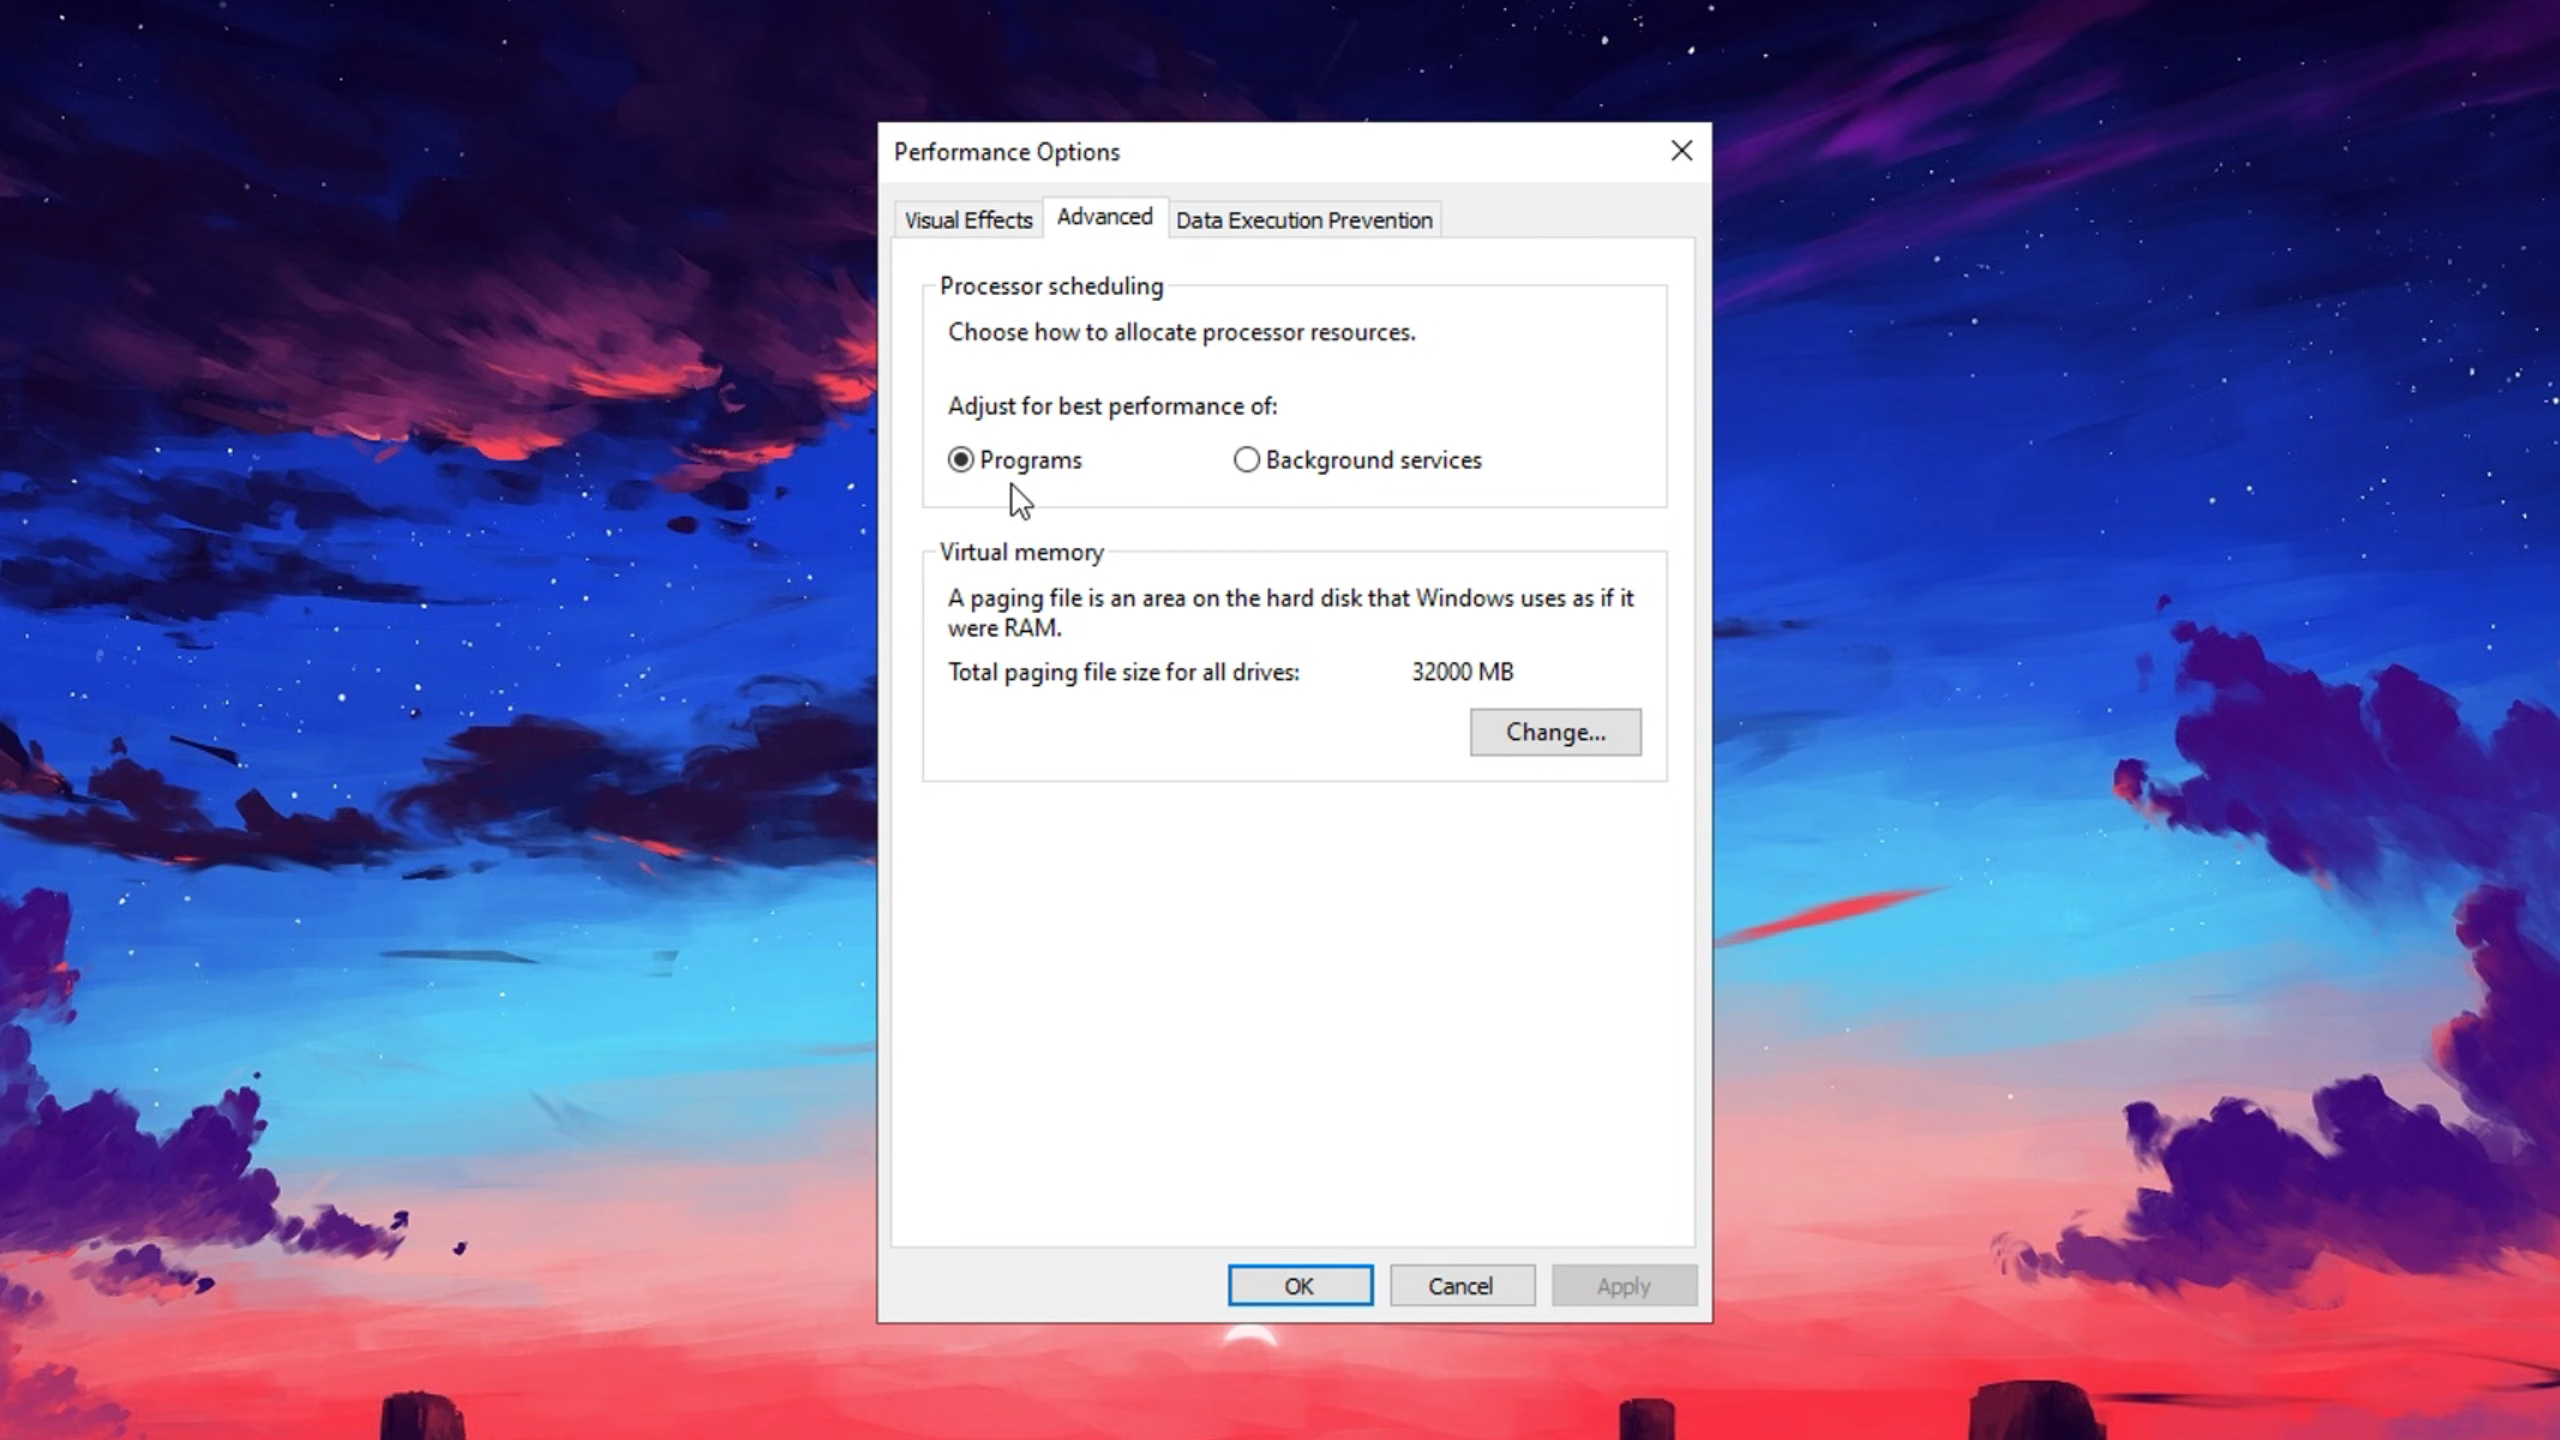 Performance Options
Visual Effects
Advanced
Data Execution Prevention
Processor scheduling
Choose how to allocate processor resources.
Adjust for best performance of:
Programs
Background services
Virtual memory
A paging file is an area on the hard disk that Windows uses as if it
were RAM.
Total paging file size for all drives: 32000 MB
Change...
OK
Cancel
Apply